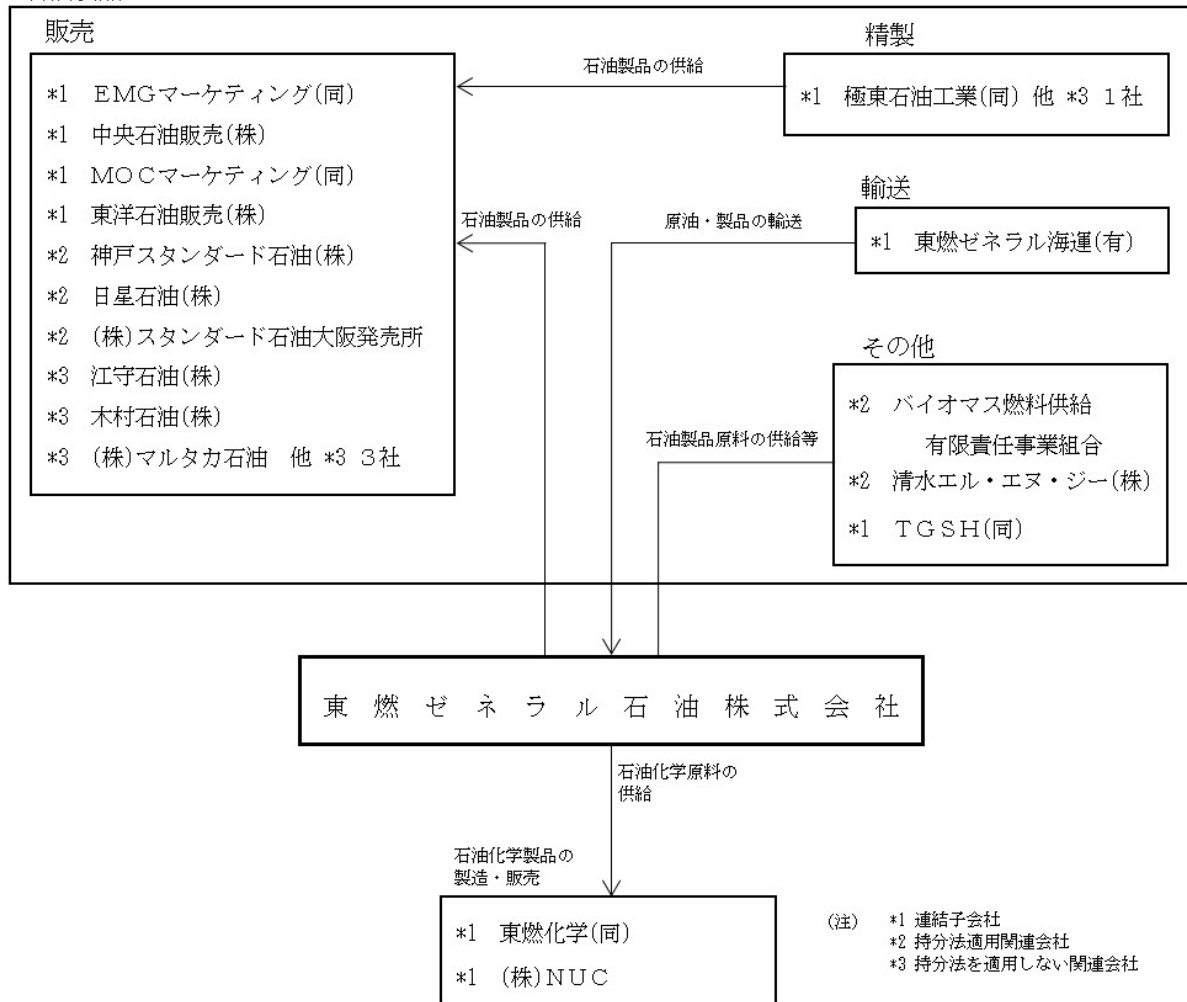 販売
*1 EMGマーケティング(同)
*1 中央石油販売(株)
*1 MOCマーケティング(同)
*1 東洋石油販売(株)
*2 神戸スタンダード石油(株)
*2 日星石油(株)
*2 (株)スタンダード石油大阪発売所
*3 江守石油(株)
*3 木村石油(株)
*3 (株)マルタカ石油 他 *3 3社
石油製品の供給
精製
*1 極東石油工業(同) 他 *3 1社
石油製品の供給
原油・製品の輸送
輸送
*1 東燃ゼネラル海運(有)
その他
石油製品原料の供給等
*2 バイオマス燃料供給
有限責任事業組合
*2 清水エル・エヌ・ジー(株)
*1 TGSH(同)
東燃ゼネラル石油株式会社
石油化学原料の
供給
石油化学製品の
製造・販売
*1 東燃化学(同)
*1 (株)NUC
(注) *1 連結子会社
*2 持分法適用関連会社
*3 持分法を適用しない関連会社